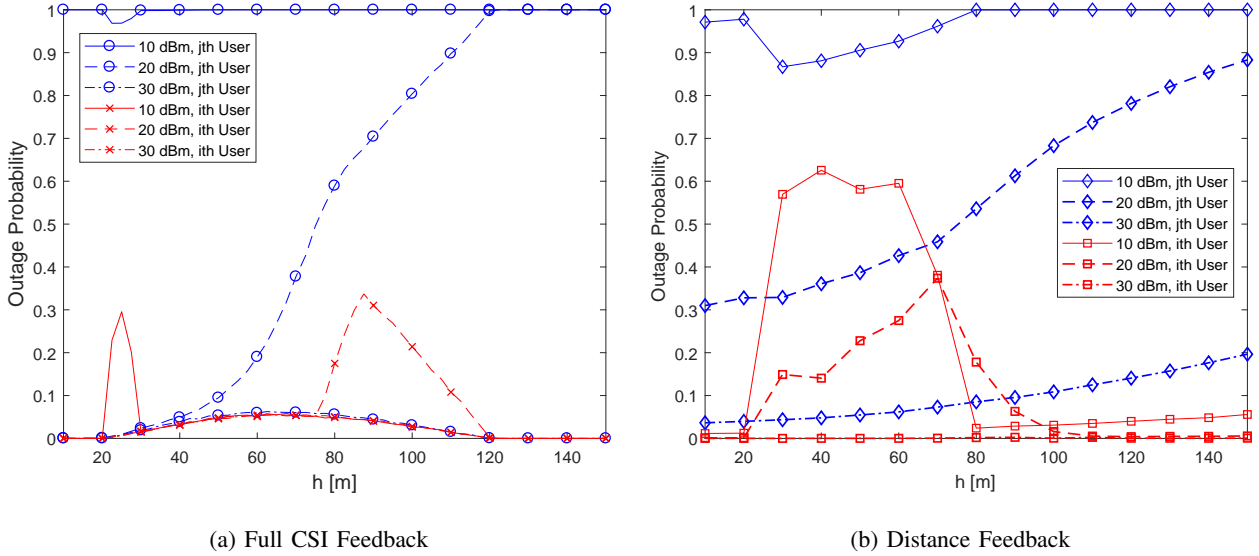 1
0.9
0.8
0.7
0.6
0.5
0.4
0.3
0.2
0.1
0
Outage Probability
10 dBm, jth User
20 dBm, jth User
30 dBm, jth User
10 dBm, ith User
20 dBm, ith User
30 dBm, ith User
20 40 60 80 100 120 140
h [m]
(a) Full CSI Feedback
1
0.9
0.8
0.7
0.6
0.5
0.4
0.3
0.2
0.1
0
Outage Probability
10 dBm, jth User
20 dBm, jth User
30 dBm, jth User
10 dBm, ith User
20 dBm, ith User
30 dBm, ith User
20 40 60 80 100 120 140
h [m]
(b) Distance Feedback